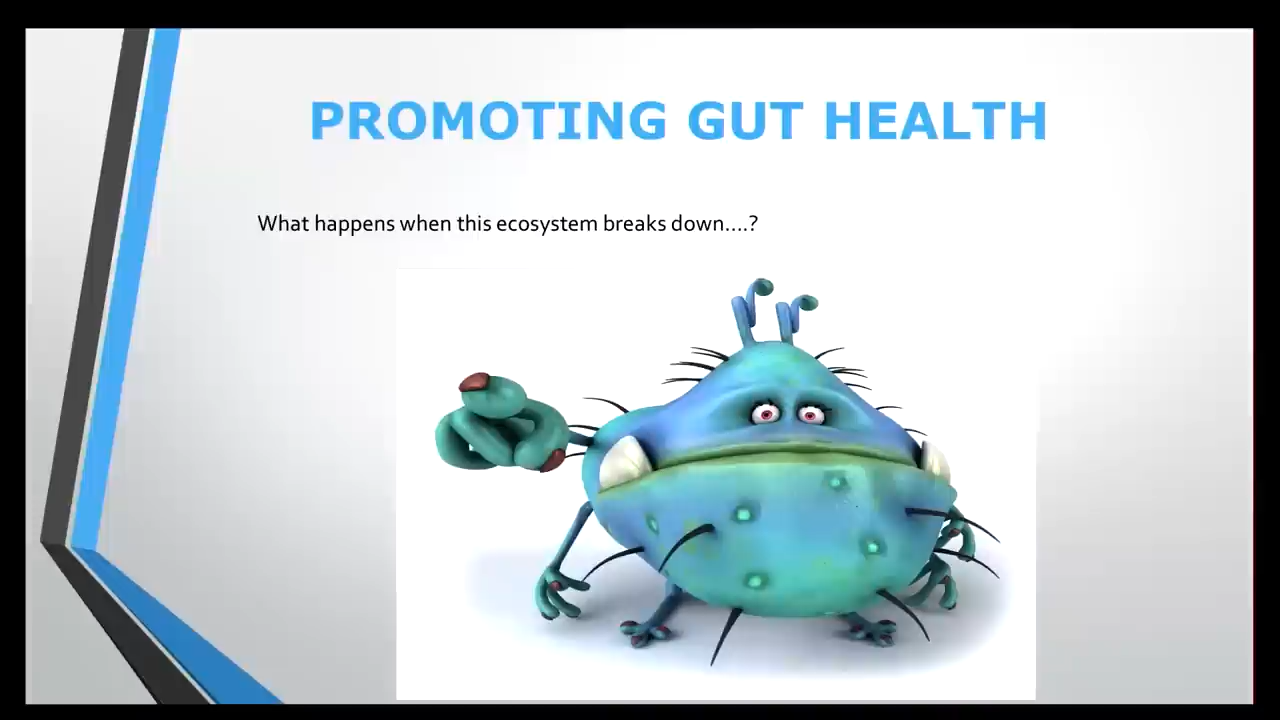 PROMOTING GUT HEALTH
What happens when this ecosystem breaks down....?